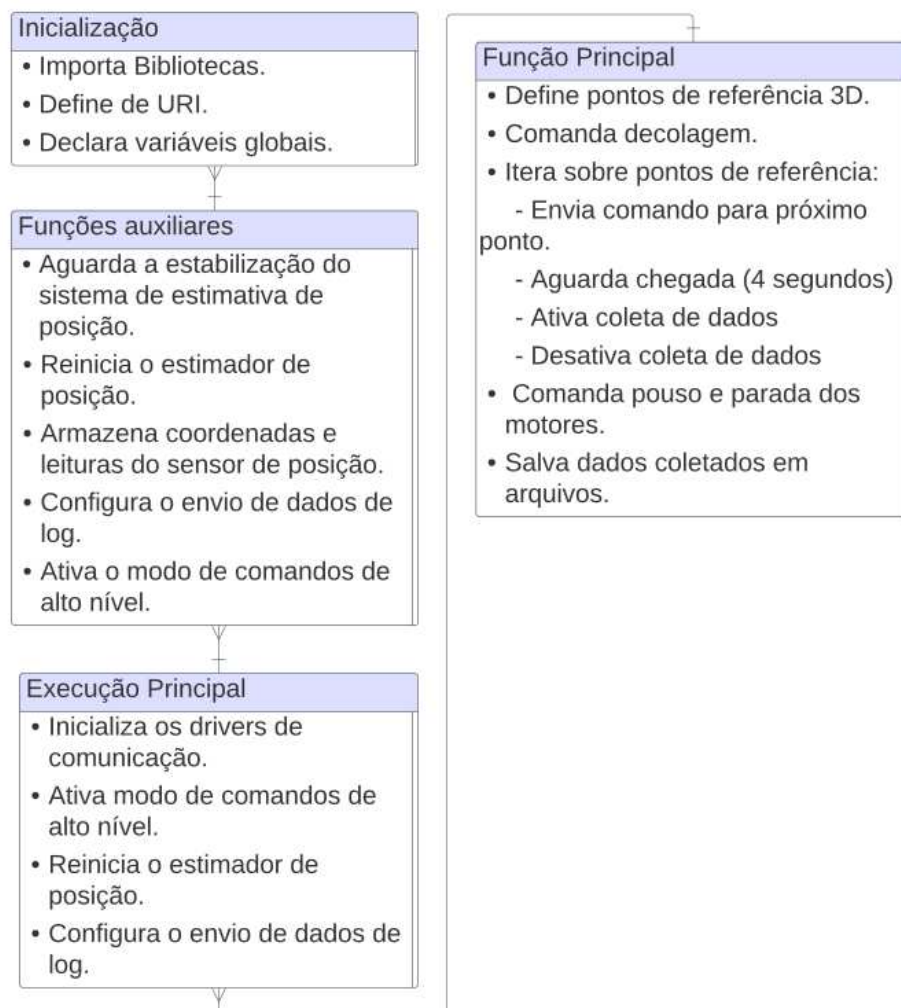 Inicialização
• Importa Bibliotecas.
• Define de URI.
• Declara variáveis globais.
Funções auxiliares
• Aguarda a estabilização do
sistema de estimativa de
posição.
• Reinicia o estimador de
posição.
• Armazena coordenadas e
leituras do sensor de posição.
• Configura o envio de dados de
log.
• Ativa o modo de comandos de
alto nível.
Execução Principal
• Inicializa os drivers de
comunicação.
• Ativa modo de comandos de
alto nível.
• Reinicia o estimador de
posição.
• Configura o envio de dados de
log.
Função Principal
• Define pontos de referência 3D.
• Comanda decolagem.
• Itera sobre pontos de referência:
- Envia comando para próximo
ponto.
- Aguarda chegada (4 segundos)
- Ativa coleta de dados
- Desativa coleta de dados
• Comanda pouso e parada dos
motores.
• Salva dados coletados em
arquivos.